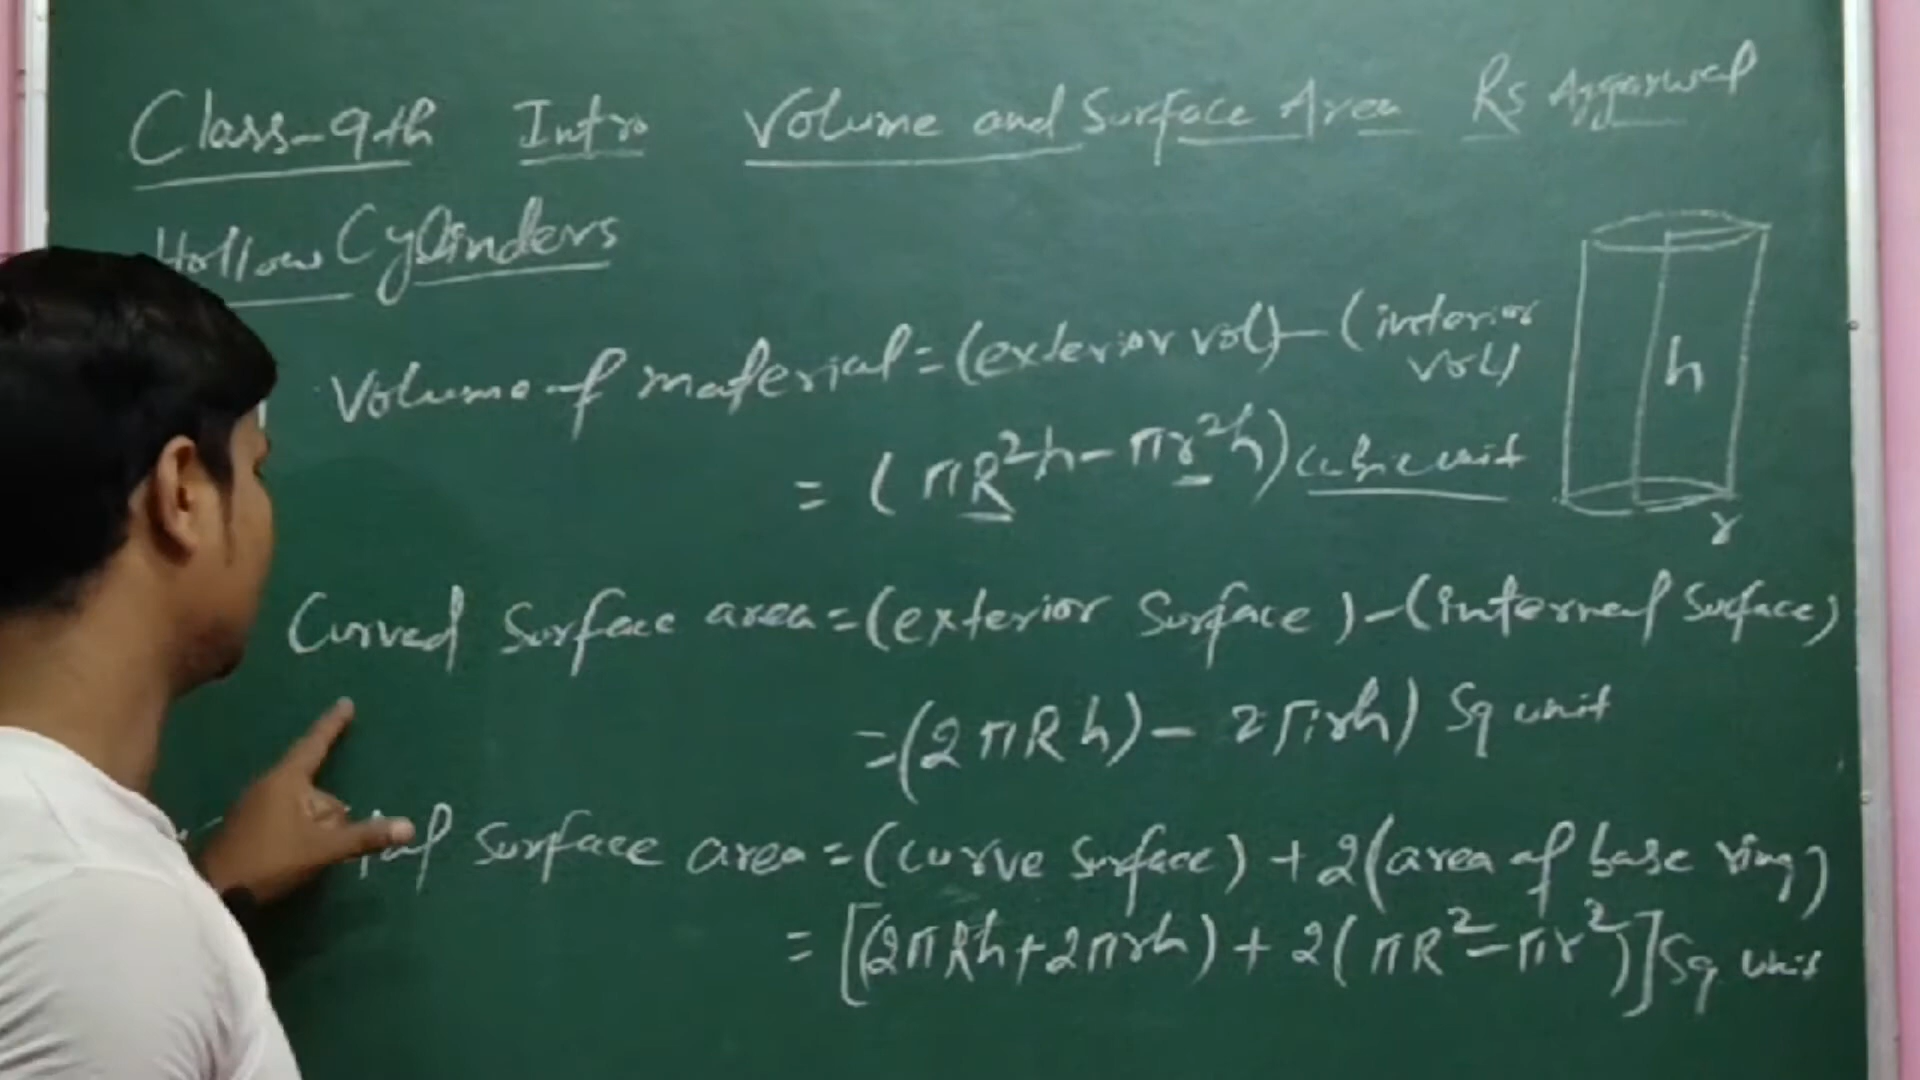 Class-9th Intro Volume and Surface Area RS Aggarwal
Hollow Cylinders
Volume of material = (exterior vol) - (interior vol)
= (πR²h - πr²h) cubic unit
h
r
Curved Surface area = (exterior Surface) - (internal Surface)
= (2πRh) - 2πrh) Sq unit
surface area = (curve surface) + 2(area of base ring)
= [(2πRh+2πrh) + 2(πR²-πr²)] Sq unit